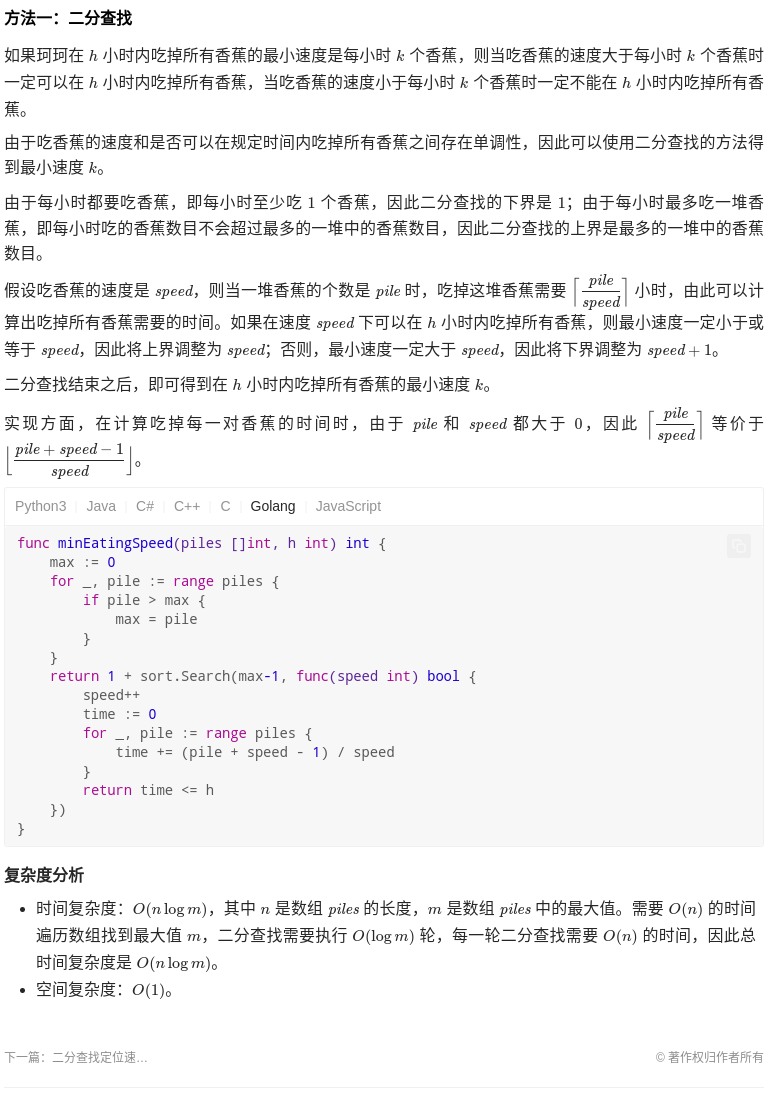 方法一：二分查找
如果珂珂在 h 小时内吃掉所有香蕉的最小速度是每小时 k 个香蕉，则当吃香蕉的速度大于每小时 k 个香蕉时
一定可以在 h 小时内吃掉所有香蕉，当吃香蕉的速度小于每小时 k 个香蕉时一定不能在 h 小时内吃掉所有香
蕉。
由于吃香蕉的速度和是否可以在规定时间内吃掉所有香蕉之间存在单调性，因此可以使用二分查找的方法得
到最小速度 k。
由于每小时都要吃香蕉，即每小时至少吃 1 个香蕉，因此二分查找的下界是 1；由于每小时最多吃一堆香
蕉，即每小时吃的香蕉数目不会超过最多的一堆中的香蕉数目，因此二分查找的上界是最多的一堆中的香蕉
数目。
假设吃香蕉的速度是 speed，则当一堆香蕉的个数是 pile 时，吃掉这堆香蕉需要 ⌈pile/speed⌉ 小时，由此可以计
算出吃掉所有香蕉需要的时间。如果在速度 speed 下可以在 h 小时内吃掉所有香蕉，则最小速度一定小于或
等于 speed，因此将上界调整为 speed；否则，最小速度一定大于 speed，因此将下界调整为 speed + 1。
二分查找结束之后，即可得到在 h 小时内吃掉所有香蕉的最小速度 k。
实现方面，在计算吃掉每一对香蕉的时间时，由于 pile 和 speed 都大于 0，因此 ⌈pile/speed⌉ 等价于
⌊(pile + speed − 1)/speed⌋。
Python3 Java C# C++ C Golang JavaScript
func minEatingSpeed(piles []int, h int) int {
    max := 0
    for _, pile := range piles {
        if pile > max {
            max = pile
        }
    }
    return 1 + sort.Search(max-1, func(speed int) bool {
        speed++
        time := 0
        for _, pile := range piles {
            time += (pile + speed - 1) / speed
        }
        return time <= h
    })
}
复杂度分析
• 时间复杂度：O(n log m)，其中 n 是数组 piles 的长度，m 是数组 piles 中的最大值。需要 O(n) 的时间
遍历数组找到最大值 m，二分查找需要执行 O(log m) 轮，每一轮二分查找需要 O(n) 的时间，因此总
时间复杂度是 O(n log m)。
• 空间复杂度：O(1)。
下一篇：二分查找定位速… © 著作权归作者所有